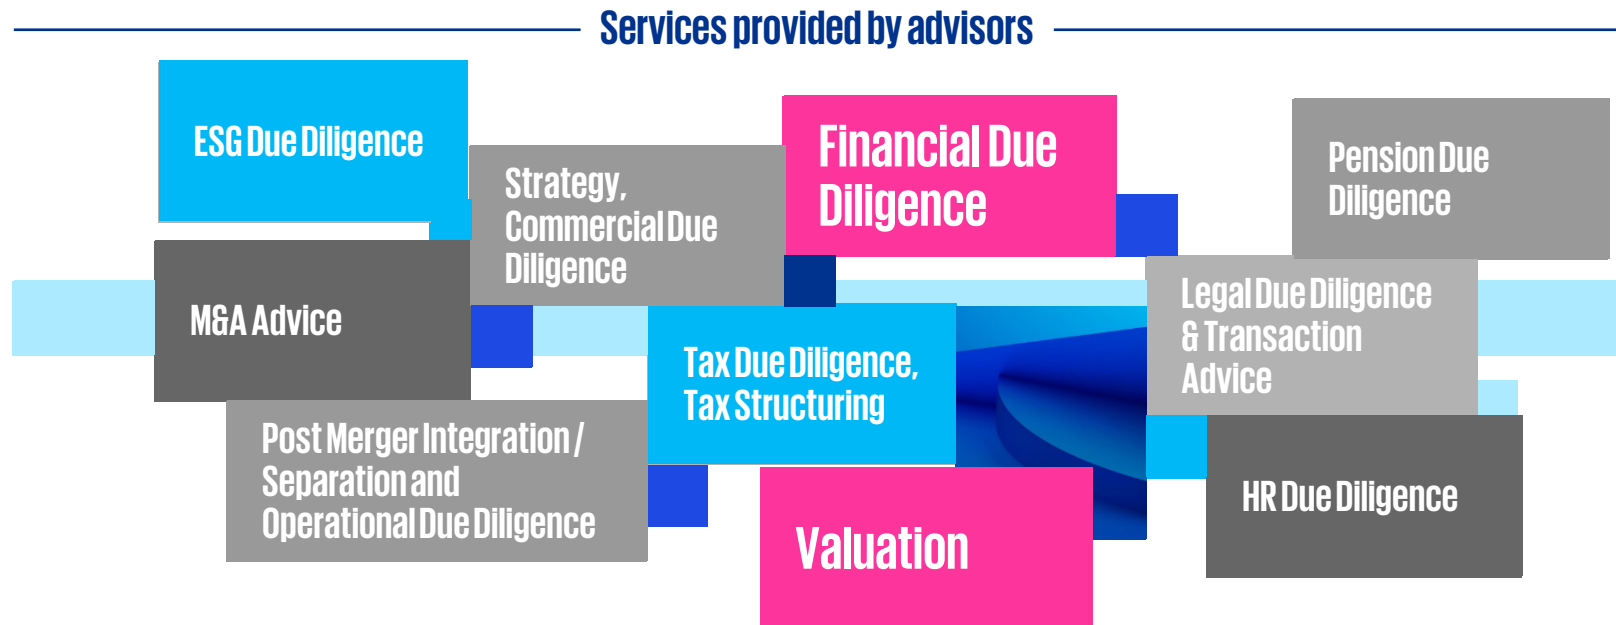 Services provided by advisors
ESG Due Diligence
Strategy,
Commercial Due
Diligence
Financial Due
Diligence
Pension Due
Diligence
M&A Advice
Tax Due Diligence,
Tax Structuring
Legal Due Diligence
& Transaction
Advice
Post Merger Integration /
Separation and
Operational Due Diligence
Valuation
HR Due Diligence